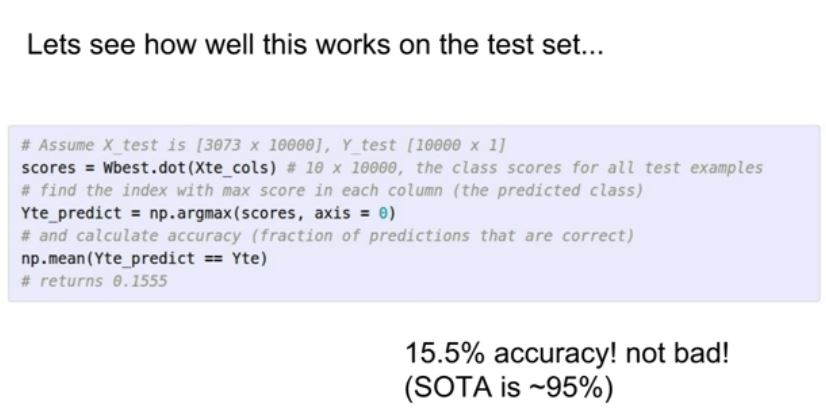 Lets see how well this works on the test set...
# Assume X_test is [3073 x 10000], Y_test [10000 x 1]
scores = Wbest.dot(Xte_cols) # 10 x 10000, the class scores for all test examples
# find the index with max score in each column (the predicted class)
Yte_predict = np.argmax(scores, axis = 0)
# and calculate accuracy (fraction of predictions that are correct)
np.mean(Yte_predict == Yte)
# returns 0.1555
15.5% accuracy! not bad!
(SOTA is ~95%)